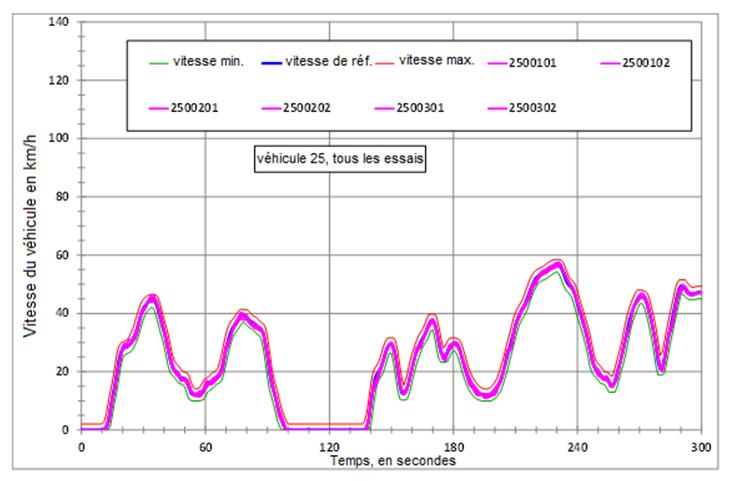 140
120
100
80
60
40
20
0
Vitesse du véhicule en km/h
vitesse min. vitesse de réf. vitesse max. 2500101 2500102
2500201 2500202 2500301 2500302
véhicule 25, tous les essais
0 60 120 180 240 300
Temps, en secondes